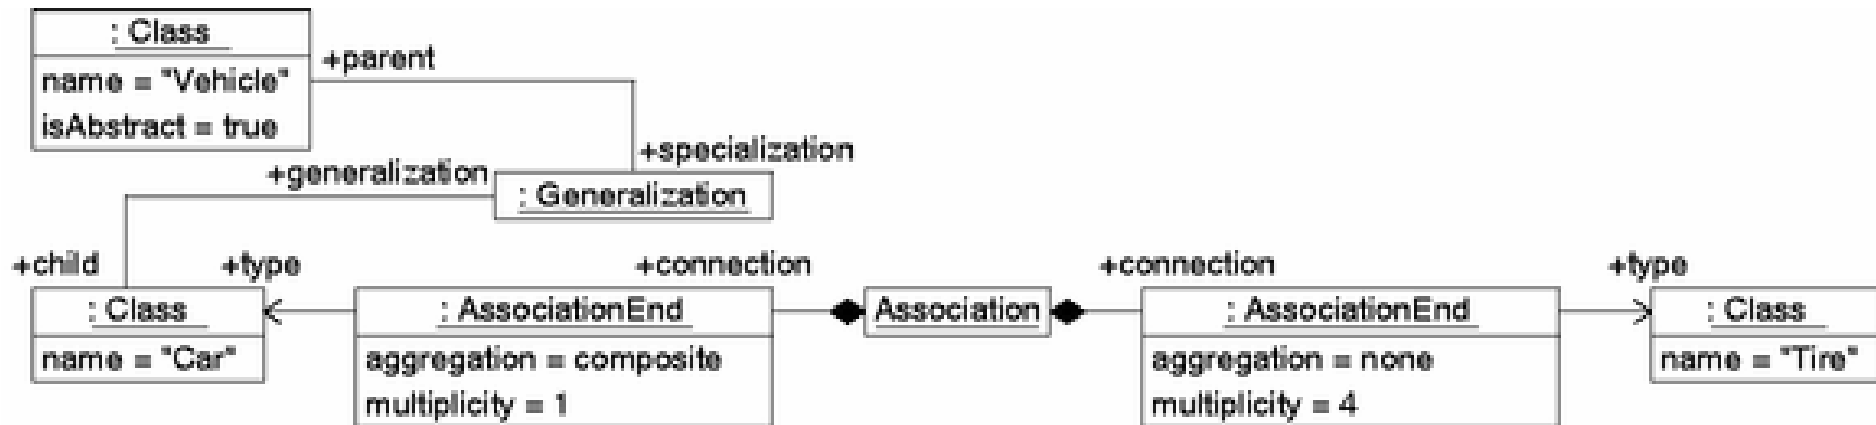 : Class
name = "Vehicle"
isAbstract = true
+parent
+specialization
+generalization
: Generalization
+child
+type
+connection
+connection
+type
: Class
name = "Car"
: AssociationEnd
aggregation = composite
multiplicity = 1
Association
: AssociationEnd
aggregation = none
multiplicity = 4
: Class
name = "Tire"